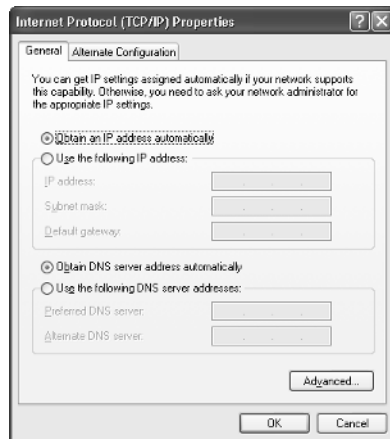 Internet Protocol (TCP/IP) Properties
General
Alternate Configuration
You can get IP settings assigned automatically if your network supports
this capability. Otherwise, you need to ask your network administrator for
the appropriate IP settings.
Obtain an IP address automatically
Use the following IP address:
IP address:
Subnet mask:
Default gateway:
Obtain DNS server address automatically
Use the following DNS server addresses:
Preferred DNS server:
Alternate DNS server:
Advanced...
OK
Cancel